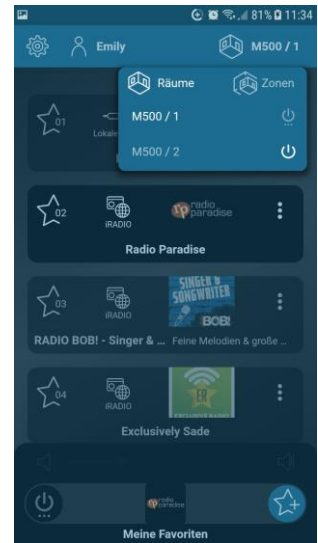 81% 11:34
Emily
M500 / 1
Räume
Zonen
01
M500 / 1
M500 / 2
02
iRADIO
radio paradise
Radio Paradise
03
iRADIO
SINGER &
SONGWRITER
BOB!
RADIO BOB! - Singer & ...
Feine Melodien & große ...
04
iRADIO
ER
EXCLUSIVE RADIO
Exclusively Sade
radio paradise
Meine Favoriten